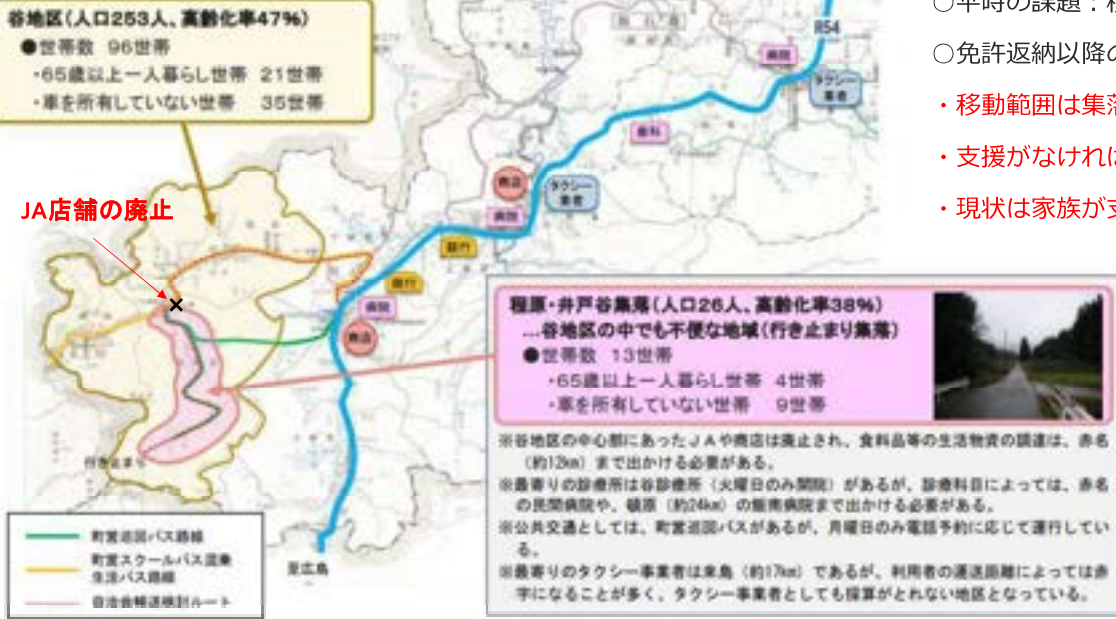 谷地区（人口253人、高齢化率47%）
●世帯数 96世帯
・65歳以上一人暮らし世帯 21世帯
・車を所有していない世帯 35世帯
JA店舗の廃止
R54
病院
タクシー
業者
歯科
商店
タクシー
業者
病院
銀行
銀行
病院
商店
行き止まり
至広島
町営巡回バス路線
町営スクールバス混乗
生活バス路線
自治会輸送検討ルート
○平時の課題：
○免許返納以降の
・移動範囲は集落
・支援がなければ
・現状は家族が支
程原・井戸谷集落（人口26人、高齢化率38%）
…谷地区の中でも不便な地域（行き止まり集落）
●世帯数 13世帯
・65歳以上一人暮らし世帯 4世帯
・車を所有していない世帯 9世帯
※谷地区の中心部にあったＪＡや商店は廃止され、食料品等の生活物資の調達は、赤名
（約12km）まで出かける必要がある。
※最寄りの診療所は谷診療所（火曜日のみ開院）があるが、診療科目によっては、赤名
の民間病院や、頓原（約24km）の飯南病院まで出かける必要がある。
※公共交通としては、町営巡回バスがあるが、月曜日のみ電話予約に応じて運行してい
る。
※最寄りのタクシー事業者は来島（約17km）であるが、利用者の運送距離によっては赤
字になることが多く、タクシー事業者としても採算がとれない地区となっている。